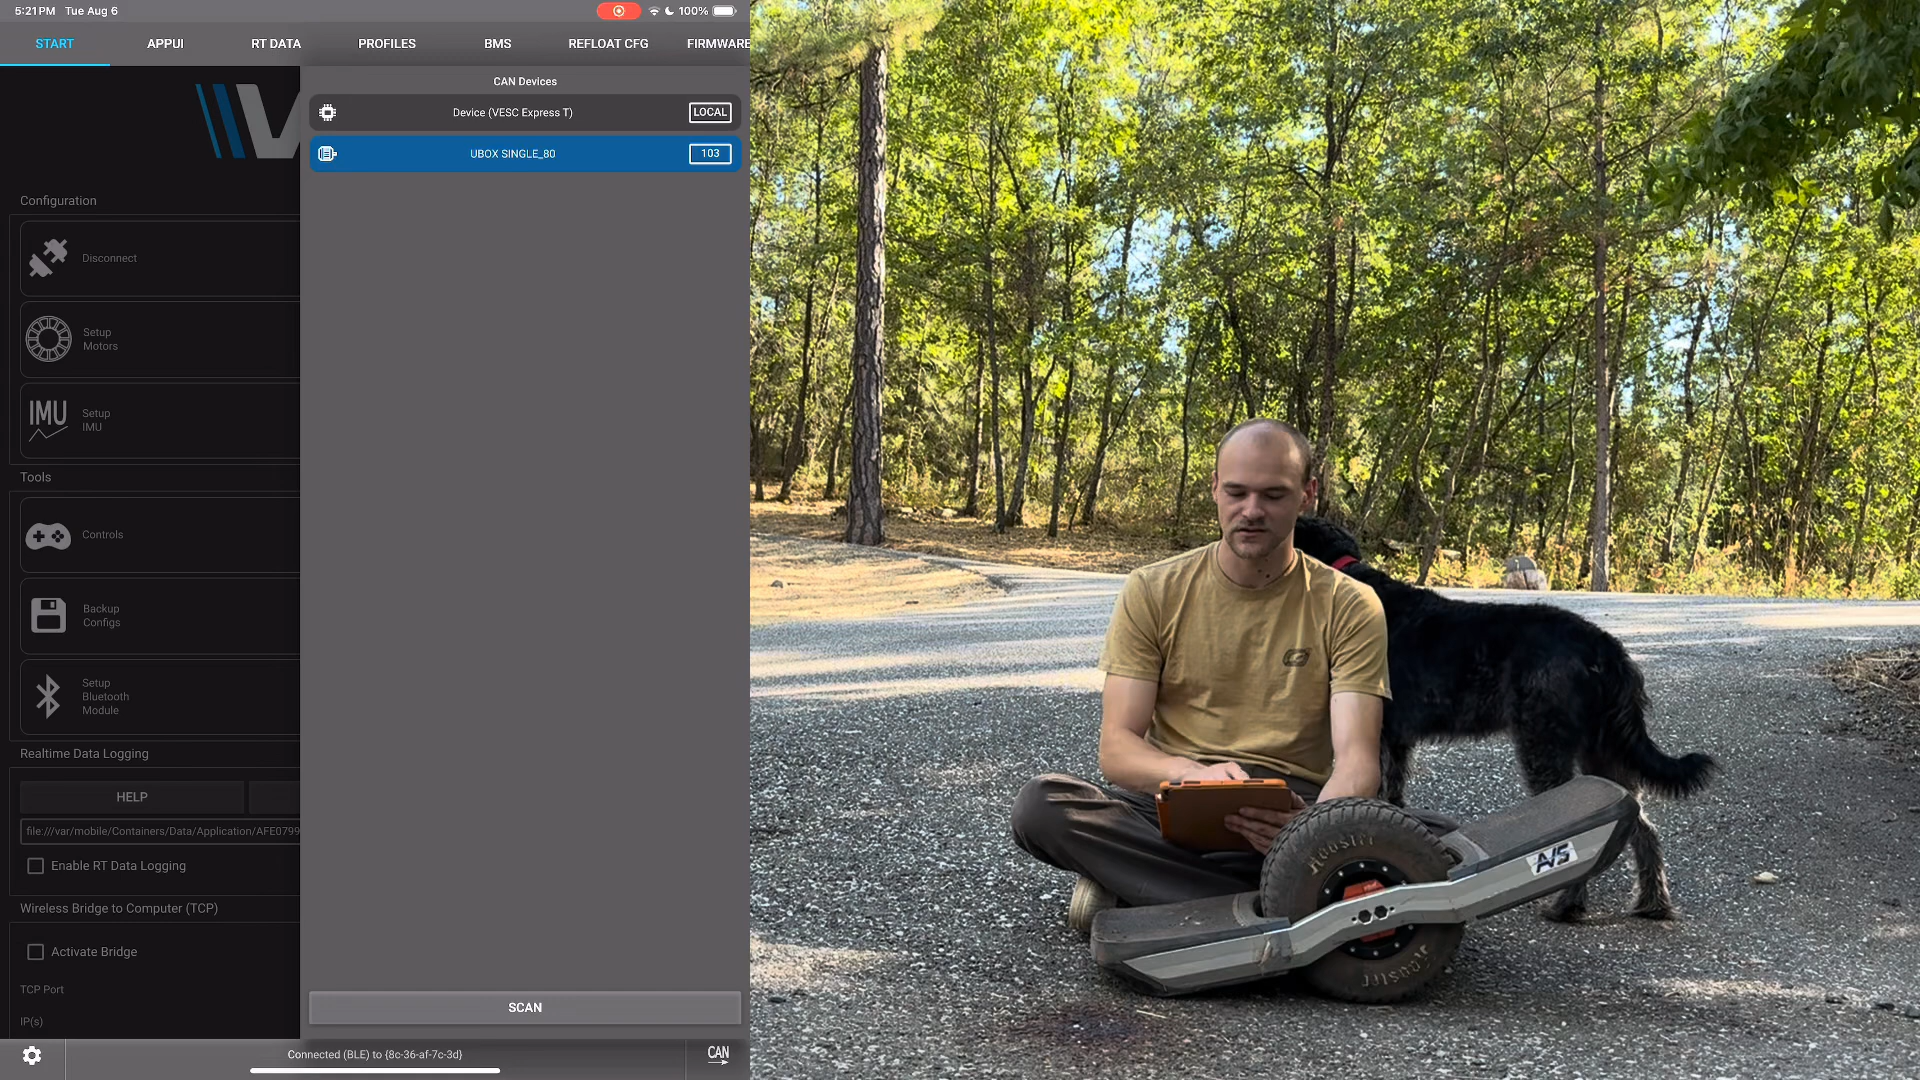 5:21PM Tue Aug 6
100%
START APPUI RT DATA PROFILES BMS REFLOAT CFG FIRMWARE
CAN Devices
Device (VESC Express T) LOCAL
UBOX SINGLE_80 103
Configuration
Disconnect
Setup
Motors
IMU
Setup
IMU
Tools
Controls
Backup
Configs
Setup
Bluetooth
Module
Realtime Data Logging
HELP
file:///var/mobile/Containers/Data/Application/AFE0799
Enable RT Data Logging
Wireless Bridge to Computer (TCP)
Activate Bridge
TCP Port
IP(s)
SCAN
Connected (BLE) to {8c-36-af-7c-3d}
CAN
HOOSIER
HOOSIER